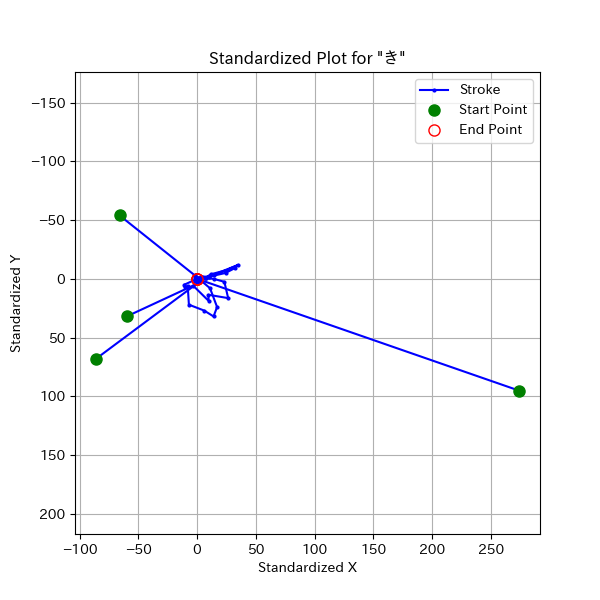 Standardized Plot for "き"
Stroke
Start Point
End Point
−150
−100
−50
0
50
100
150
200
Standardized Y
−100
−50
0
50
100
150
200
250
Standardized X